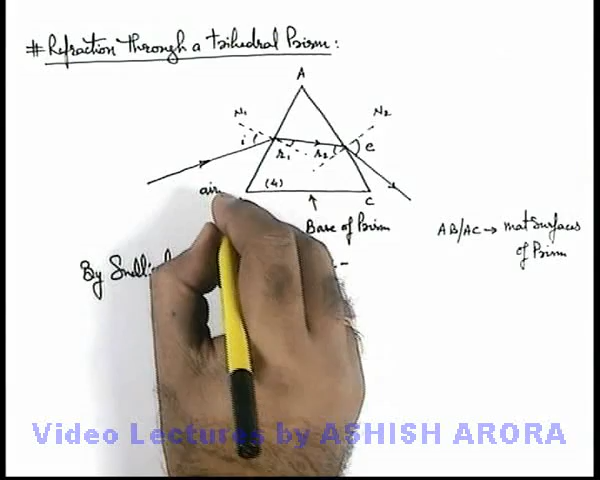 # Refraction Through a trihedral Prism :
A
N1
N2
i
r1
r2
e
(μ)
air
C
Base of Prism
AB/AC → mat surfaces
of Prism
By Snell's
Video Lectures by ASHISH ARORA